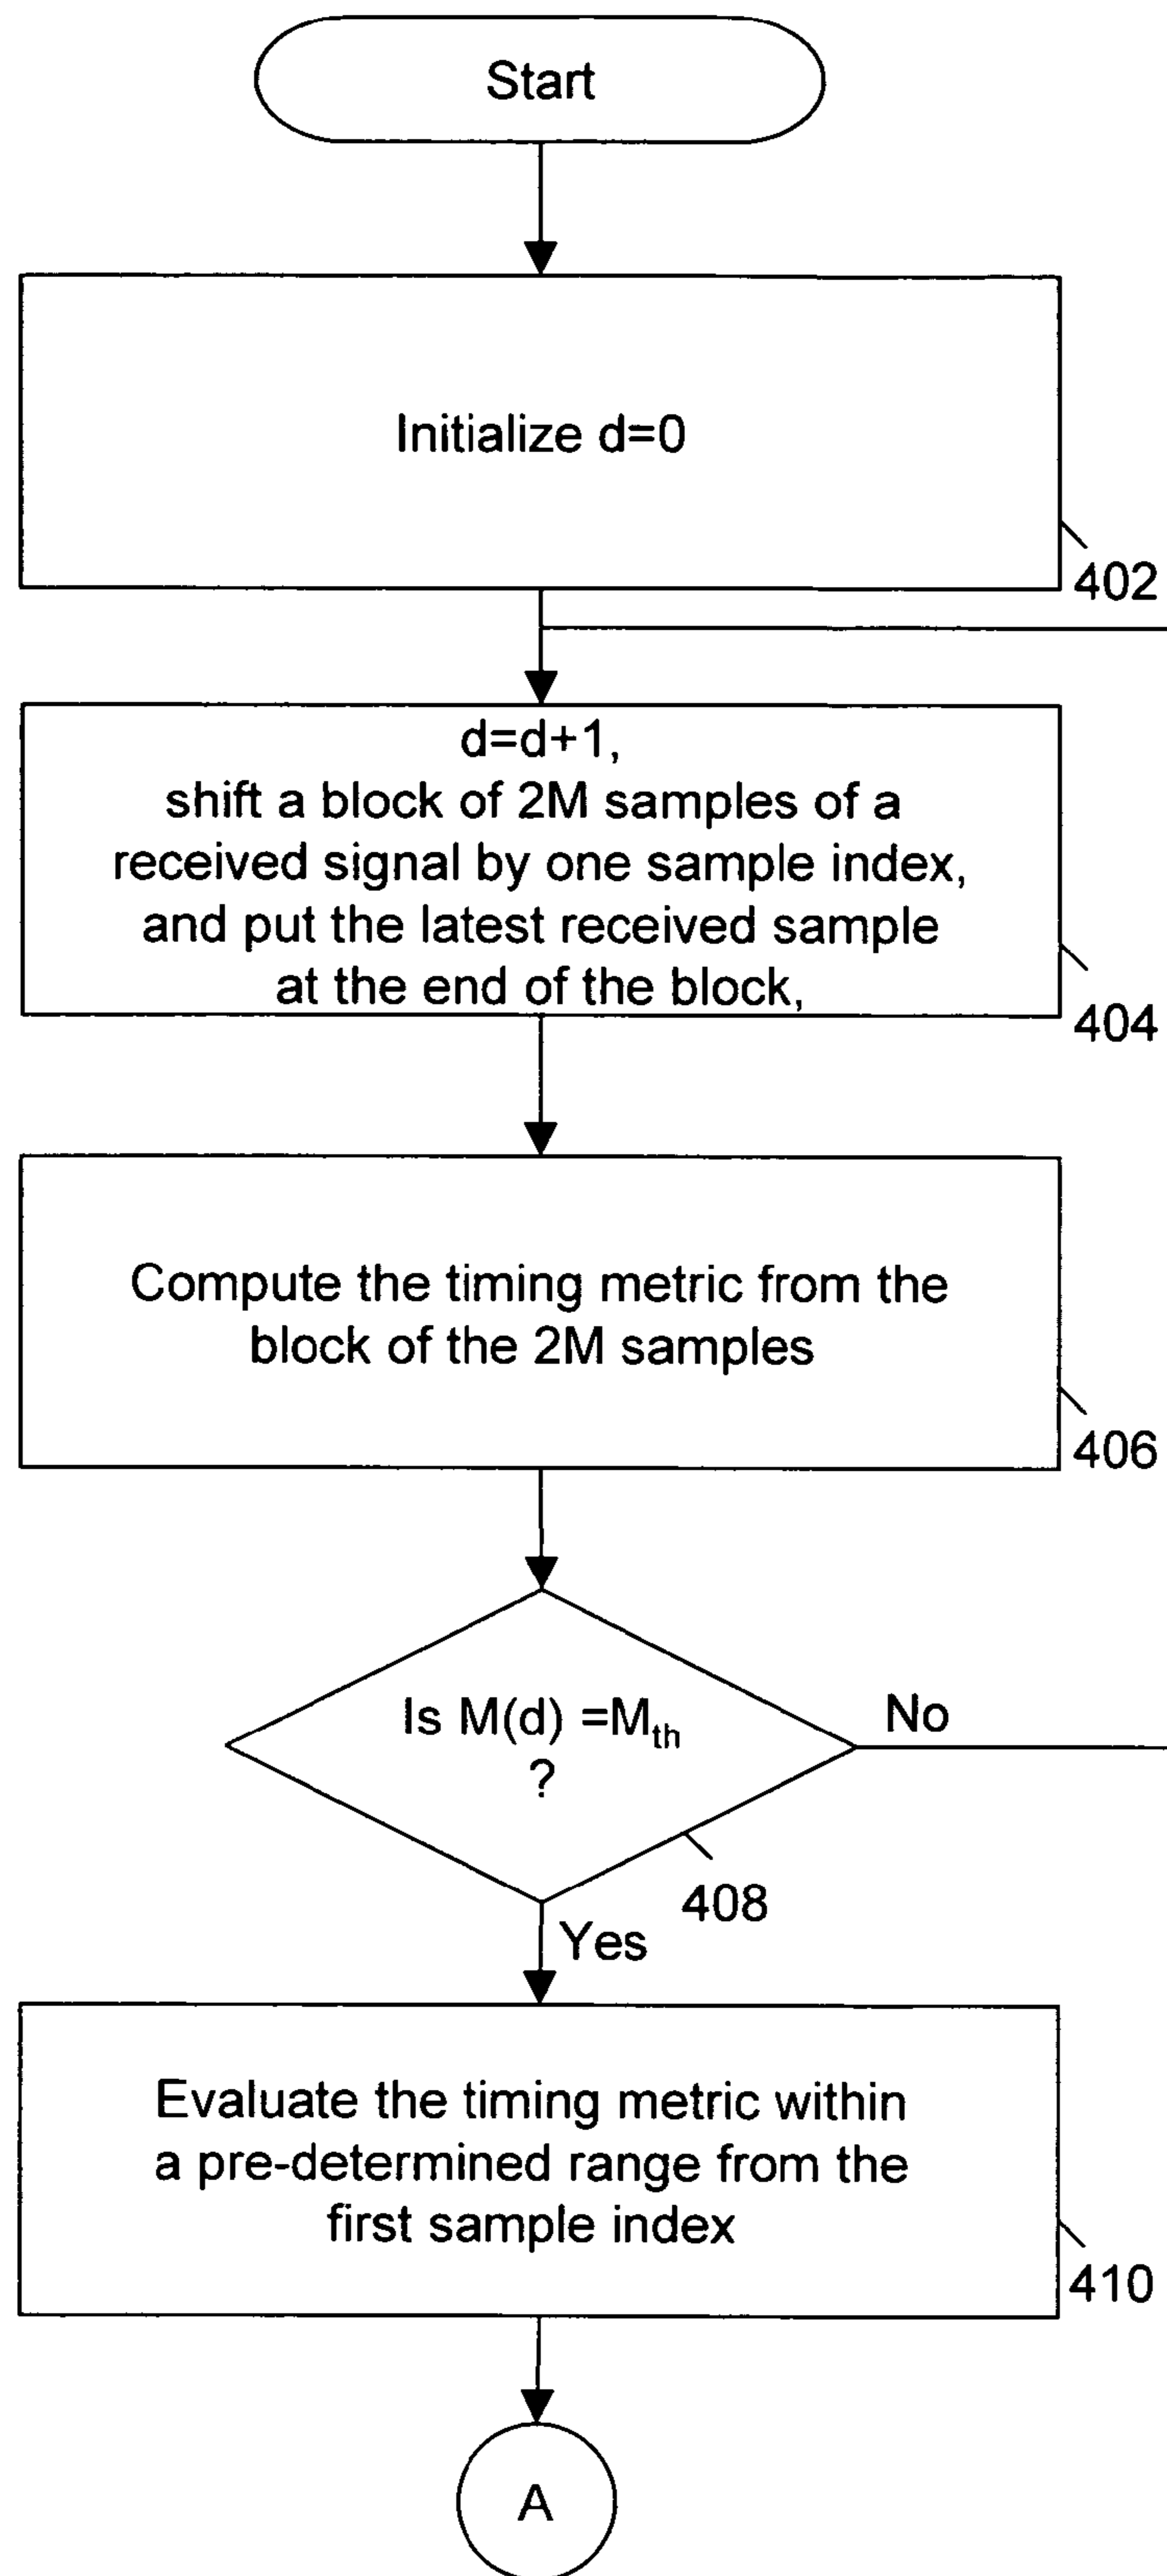 Start
Initialize d=0
402
d=d+1,
shift a block of 2M samples of a
received signal by one sample index,
and put the latest received sample
at the end of the block,
404
Compute the timing metric from the
block of the 2M samples
406
Is M(d) =Mth
?
No
408
Yes
Evaluate the timing metric within
a pre-determined range from the
first sample index
410
A